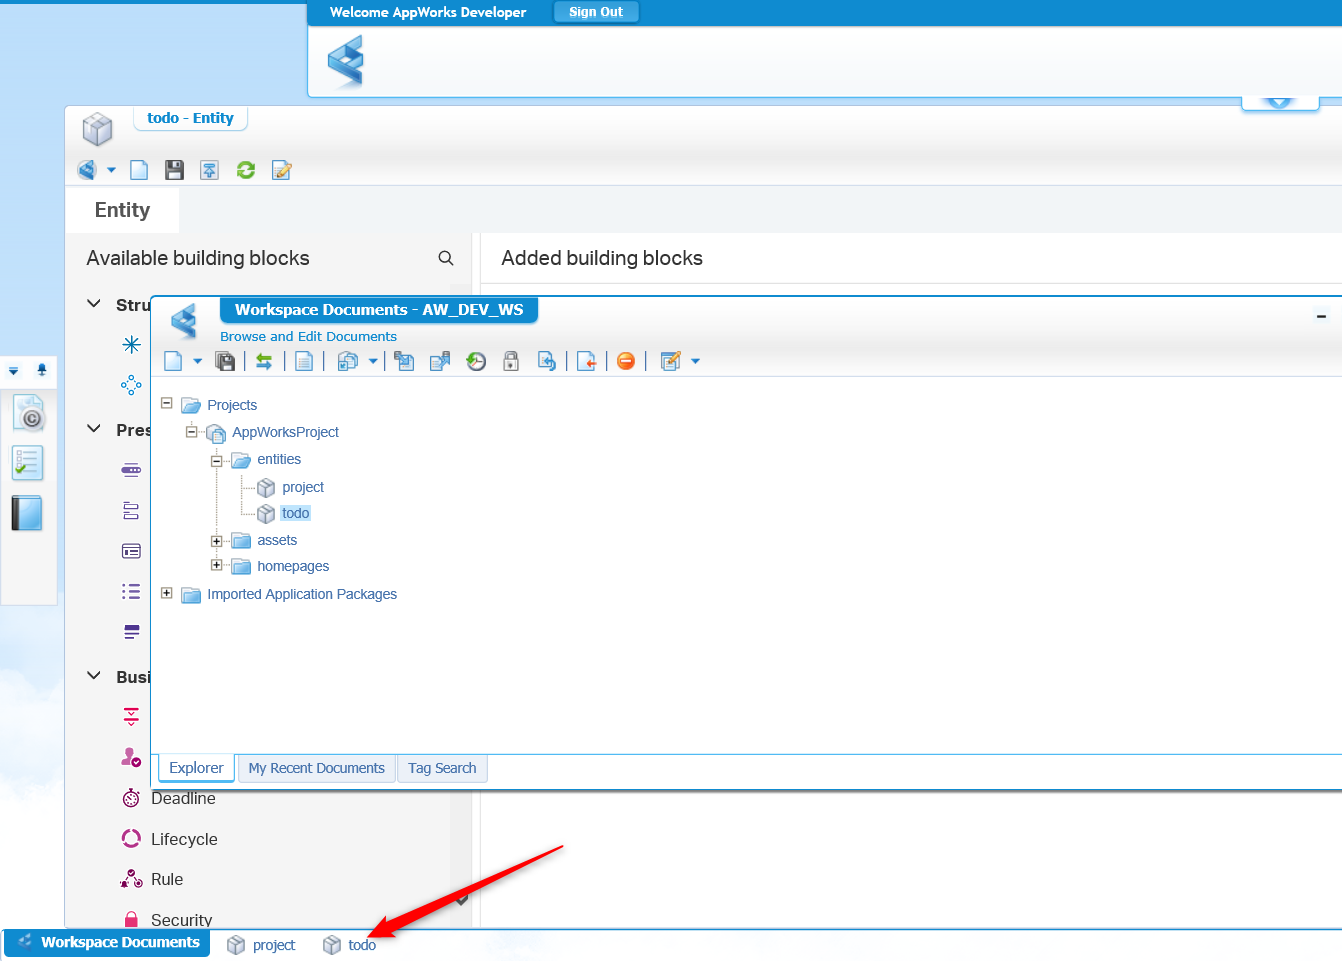 Welcome AppWorks Developer
Sign Out
todo - Entity
Entity
Available building blocks
Added building blocks
Stru
Workspace Documents - AW_DEV_WS
Browse and Edit Documents
Projects
AppWorksProject
entities
project
todo
assets
homepages
Imported Application Packages
Pres
Busi
Explorer
My Recent Documents
Tag Search
Deadline
Lifecycle
Rule
Security
Workspace Documents
project
todo